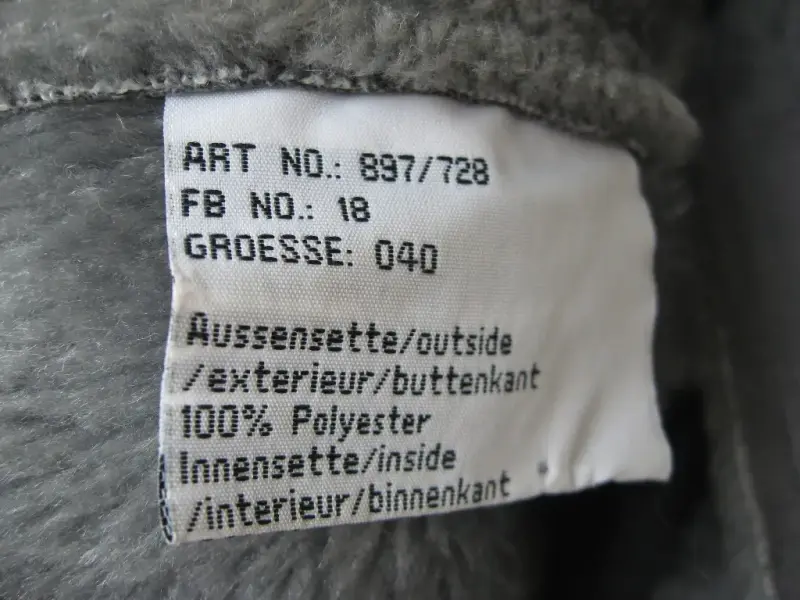 ART NO.: 897/728
FB NO.: 18
GROESSE: 040
Aussensette/outside
/exterieur/buttenkant
100% Polyester
Innensette/inside
/interieur/binnenkant